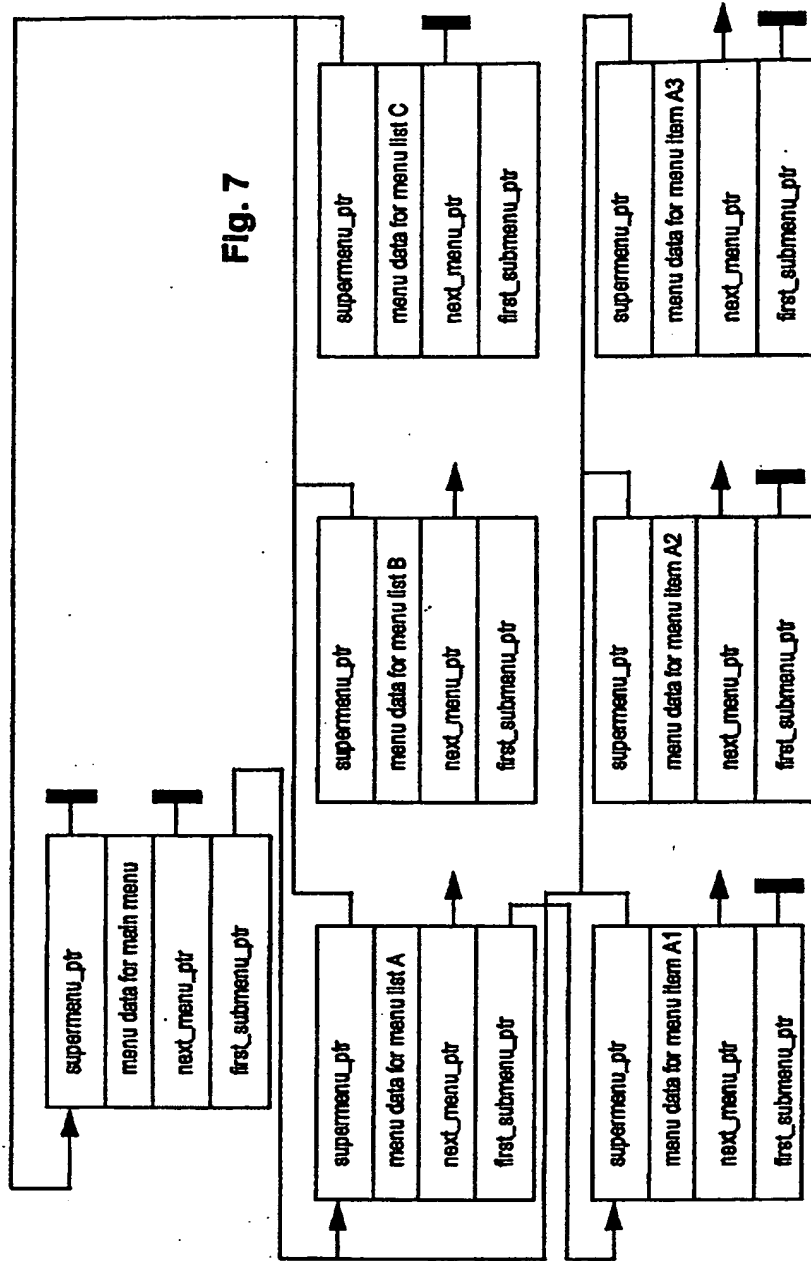 Fig. 7
supermenu_ptr
menu data for main menu
next_menu_ptr
first_submenu_ptr
supermenu_ptr
menu data for menu list A
next_menu_ptr
first_submenu_ptr
supermenu_ptr
menu data for menu list B
next_menu_ptr
first_submenu_ptr
supermenu_ptr
menu data for menu list C
next_menu_ptr
first_submenu_ptr
supermenu_ptr
menu data for menu item A1
next_menu_ptr
first_submenu_ptr
supermenu_ptr
menu data for menu item A2
next_menu_ptr
first_submenu_ptr
supermenu_ptr
menu data for menu item A3
next_menu_ptr
first_submenu_ptr